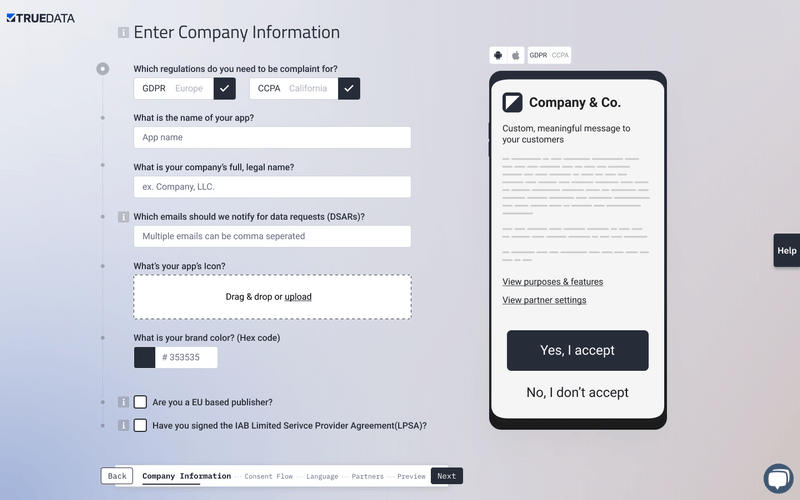 TRUEDATA
i Enter Company Information
Which regulations do you need to be complaint for?
GDPR Europe
CCPA California
What is the name of your app?
App name
What is your company's full, legal name?
ex. Company, LLC.
i Which emails should we notify for data requests (DSARs)?
Multiple emails can be comma seperated
What's your app's Icon?
Drag & drop or upload
What is your brand color? (Hex code)
# 353535
i Are you a EU based publisher?
i Have you signed the IAB Limited Serivce Provider Agreement(LPSA)?
Back Company Information Consent Flow Language Partners Preview Next
GDPR CCPA
Company & Co.
Custom, meaningful message to
your customers
View purposes & features
View partner settings
Yes, I accept
No, I don't accept
Help